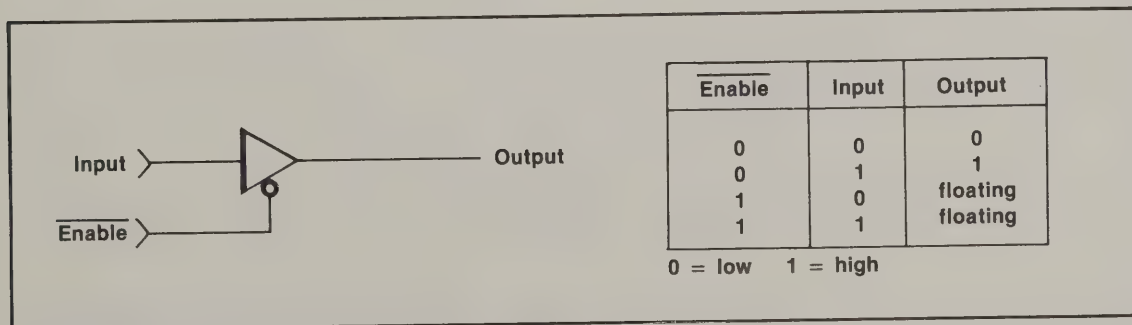 Input
Output
Enable
Enable Input Output
0 0 0
0 1 1
1 0 floating
1 1 floating
0 = low 1 = high